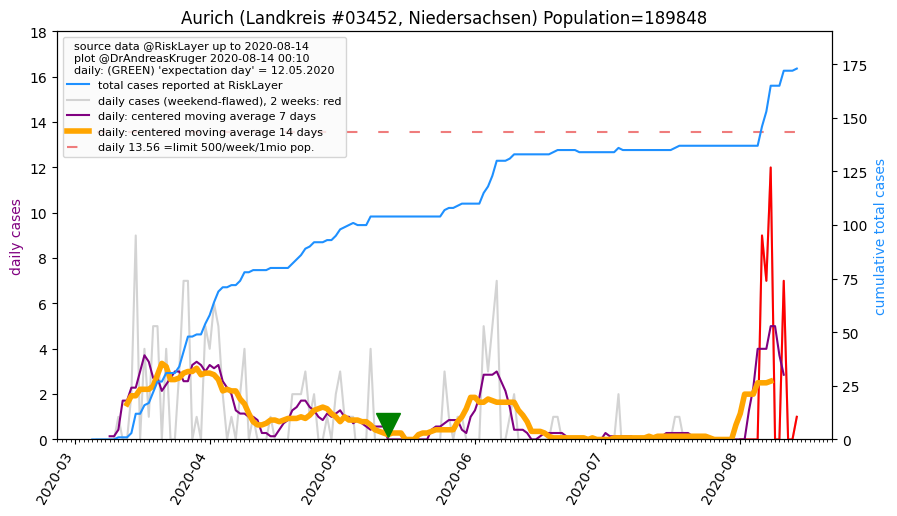 Aurich (Landkreis #03452, Niedersachsen) Population=189848
source data @RiskLayer up to 2020-08-14
plot @DrAndreasKruger 2020-08-14 00:10
daily: (GREEN) 'expectation day' = 12.05.2020
total cases reported at RiskLayer
daily cases (weekend-flawed), 2 weeks: red
daily: centered moving average 7 days
daily: centered moving average 14 days
daily 13.56 =limit 500/week/1mio pop.
daily cases
18
16
14
12
10
8
6
4
2
0
cumulative total cases
175
150
125
100
75
50
25
0
2020-03
2020-04
2020-05
2020-06
2020-07
2020-08